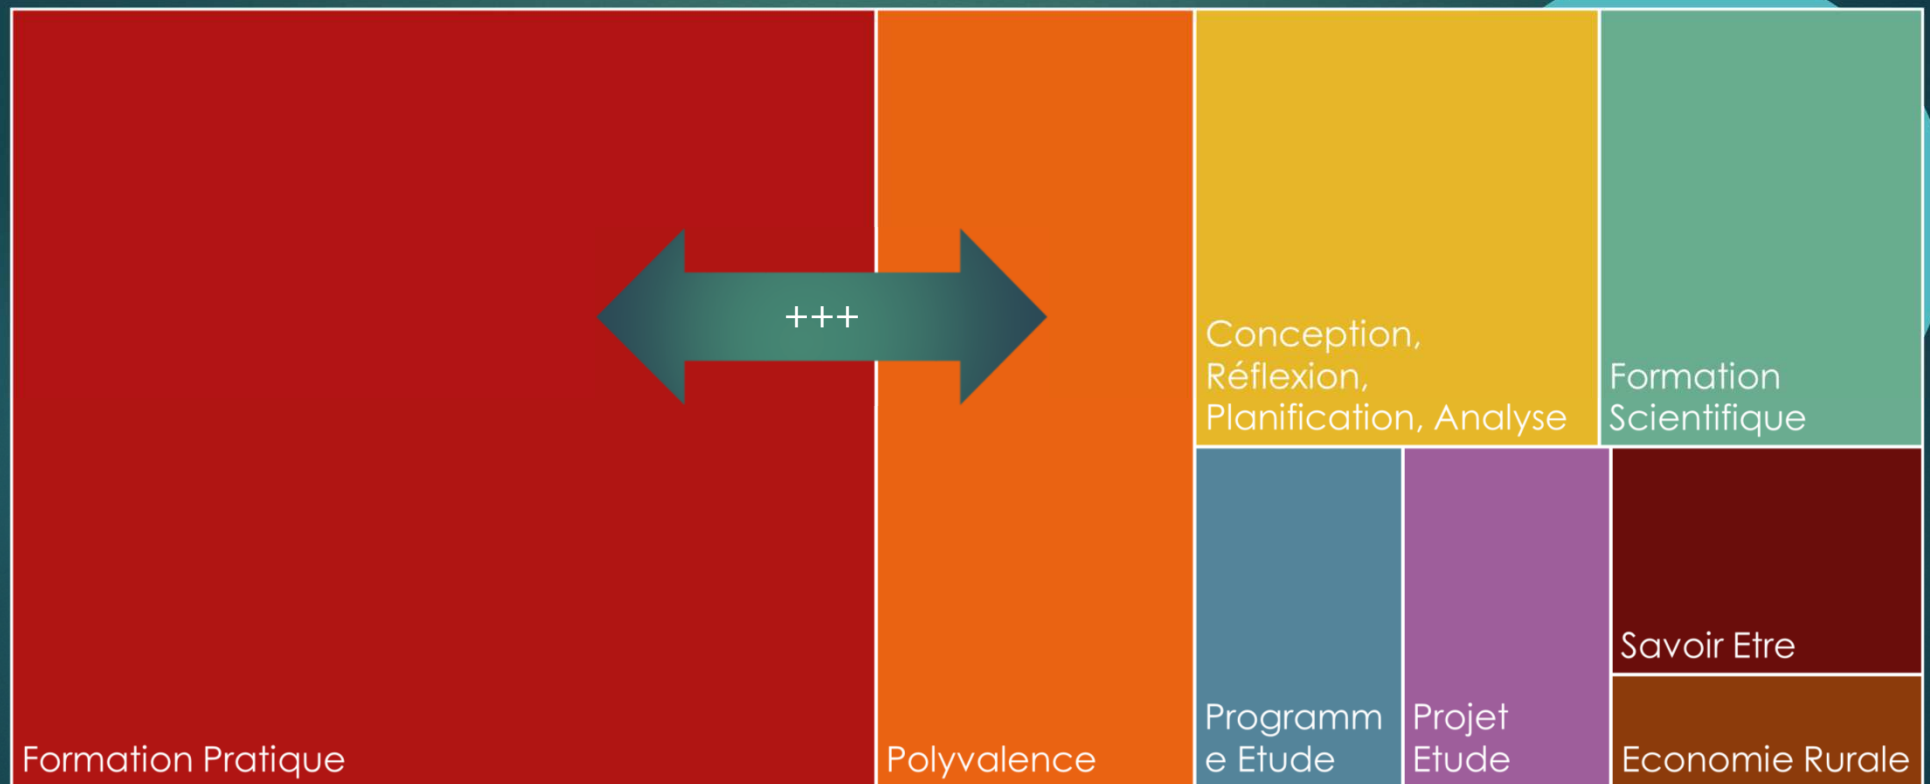 Formation Pratique
+++
Polyvalence
Conception,
Réflexion,
Planification, Analyse
Formation
Scientifique
Programm
e Etude
Projet
Etude
Savoir Etre
Economie Rurale